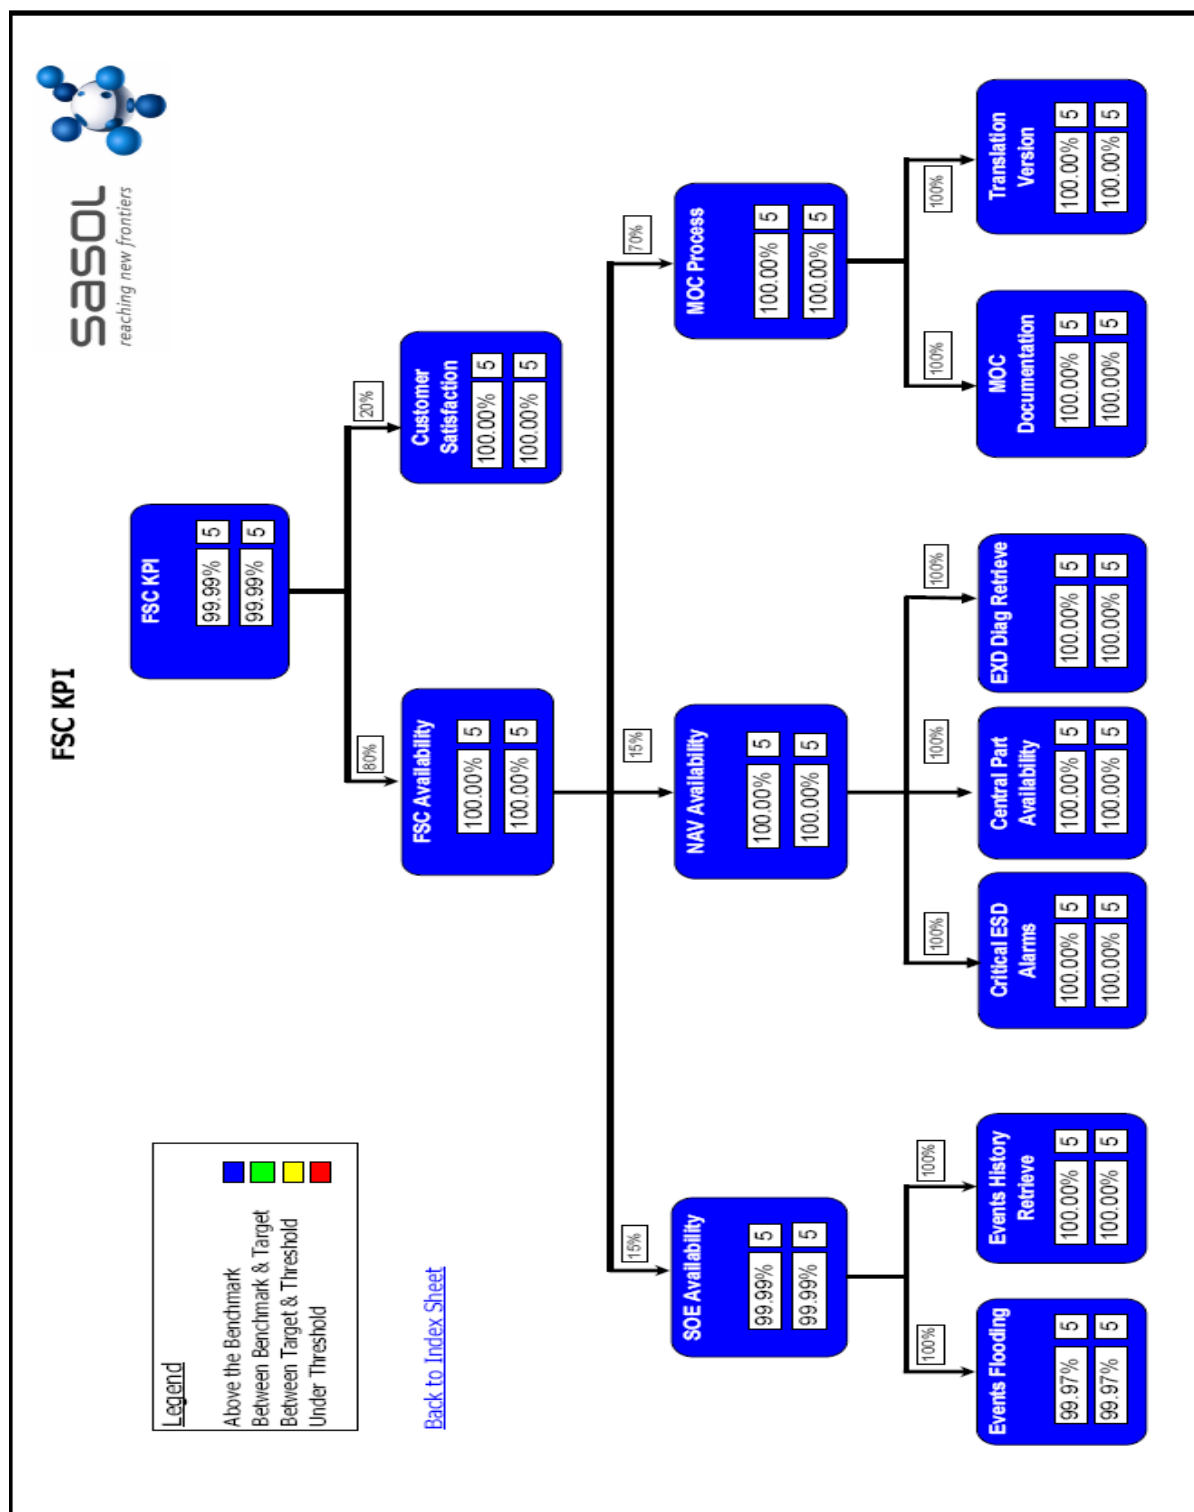 sasol
reaching new frontiers
FSC KPI
Legend
Above the Benchmark
Between Benchmark & Target
Between Target & Threshold
Under Threshold
Back to Index Sheet
FSC KPI
99.99% 5
99.99% 5
80%
20%
FSC Availability
100.00% 5
100.00% 5
Customer
Satisfaction
100.00% 5
100.00% 5
15%
15%
70%
SOE Availability
99.99% 5
99.99% 5
NAV Availability
100.00% 5
100.00% 5
MOC Process
100.00% 5
100.00% 5
100%
100%
100%
100%
100%
100%
100%
Events Flooding
99.97% 5
99.97% 5
Events History
Retrieve
100.00% 5
100.00% 5
Critical ESD
Alarms
100.00% 5
100.00% 5
Central Part
Availability
100.00% 5
100.00% 5
EXD Diag Retrieve
100.00% 5
100.00% 5
MOC
Documentation
100.00% 5
100.00% 5
Translation
Version
100.00% 5
100.00% 5